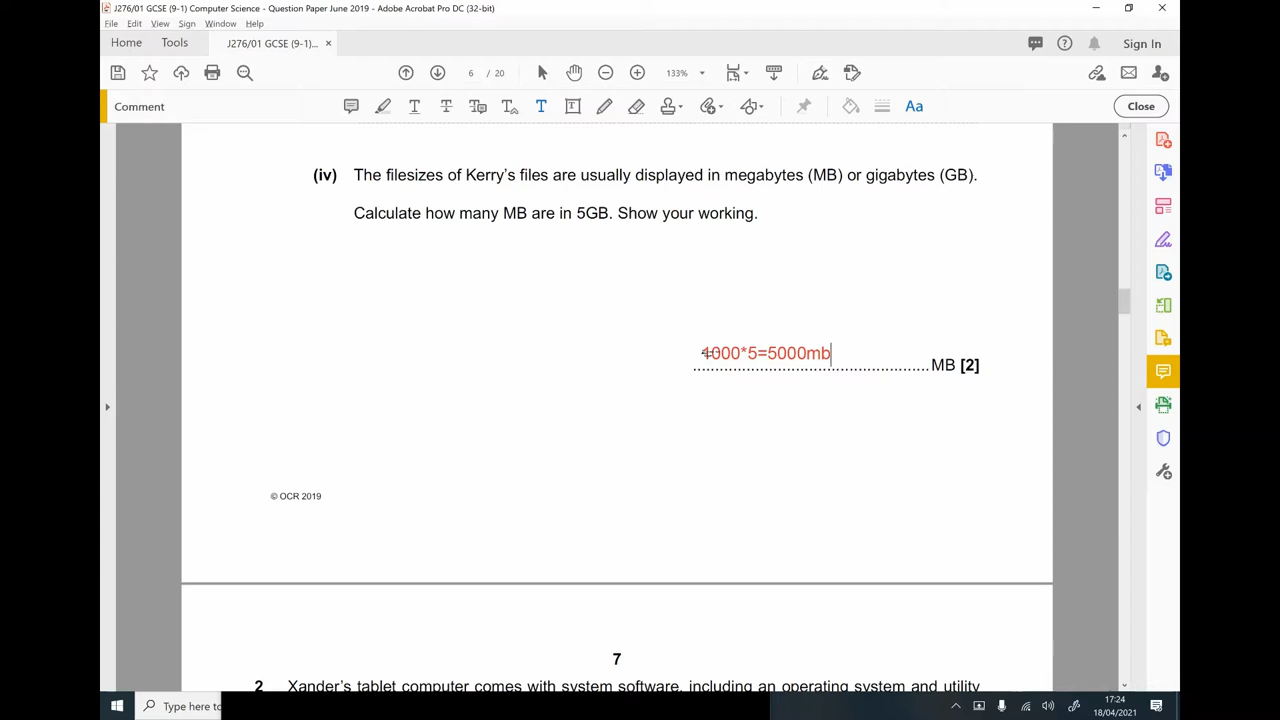 J276/01 GCSE (9-1) Computer Science - Question Paper June 2019 - Adobe Acrobat Pro DC (32-bit)
File Edit View Sign Window Help
Home Tools J276/01 GCSE (9-1)... × Sign In
6 / 20 133%
Comment Aa Close
(iv) The filesizes of Kerry's files are usually displayed in megabytes (MB) or gigabytes (GB).
Calculate how many MB are in 5GB. Show your working.
1000*5=5000mb
MB [2]
© OCR 2019
7
2 Xander's tablet computer comes with system software, including an operating system and utility
Type here to
17:24
18/04/2021